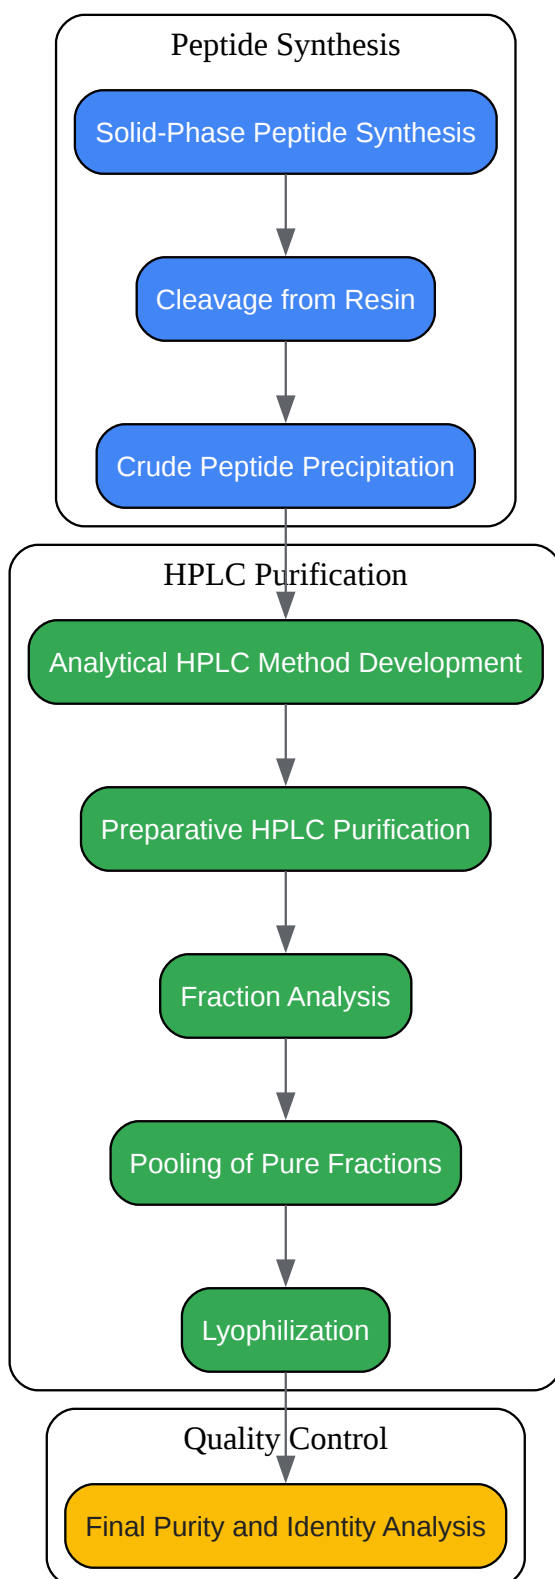 Peptide Synthesis
Solid-Phase Peptide Synthesis
Cleavage from Resin
Crude Peptide Precipitation
HPLC Purification
Analytical HPLC Method Development
Preparative HPLC Purification
Fraction Analysis
Pooling of Pure Fractions
Lyophilization
Quality Control
Final Purity and Identity Analysis